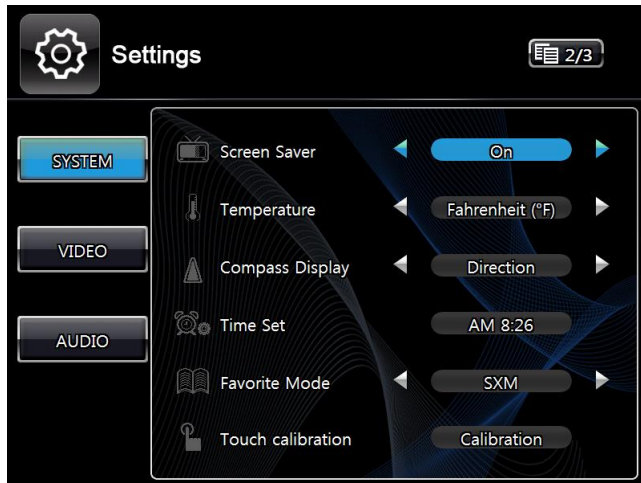 Settings
2/3
SYSTEM
VIDEO
AUDIO
Screen Saver On
Temperature Fahrenheit (°F)
Compass Display Direction
Time Set AM 8:26
Favorite Mode SXM
Touch calibration Calibration